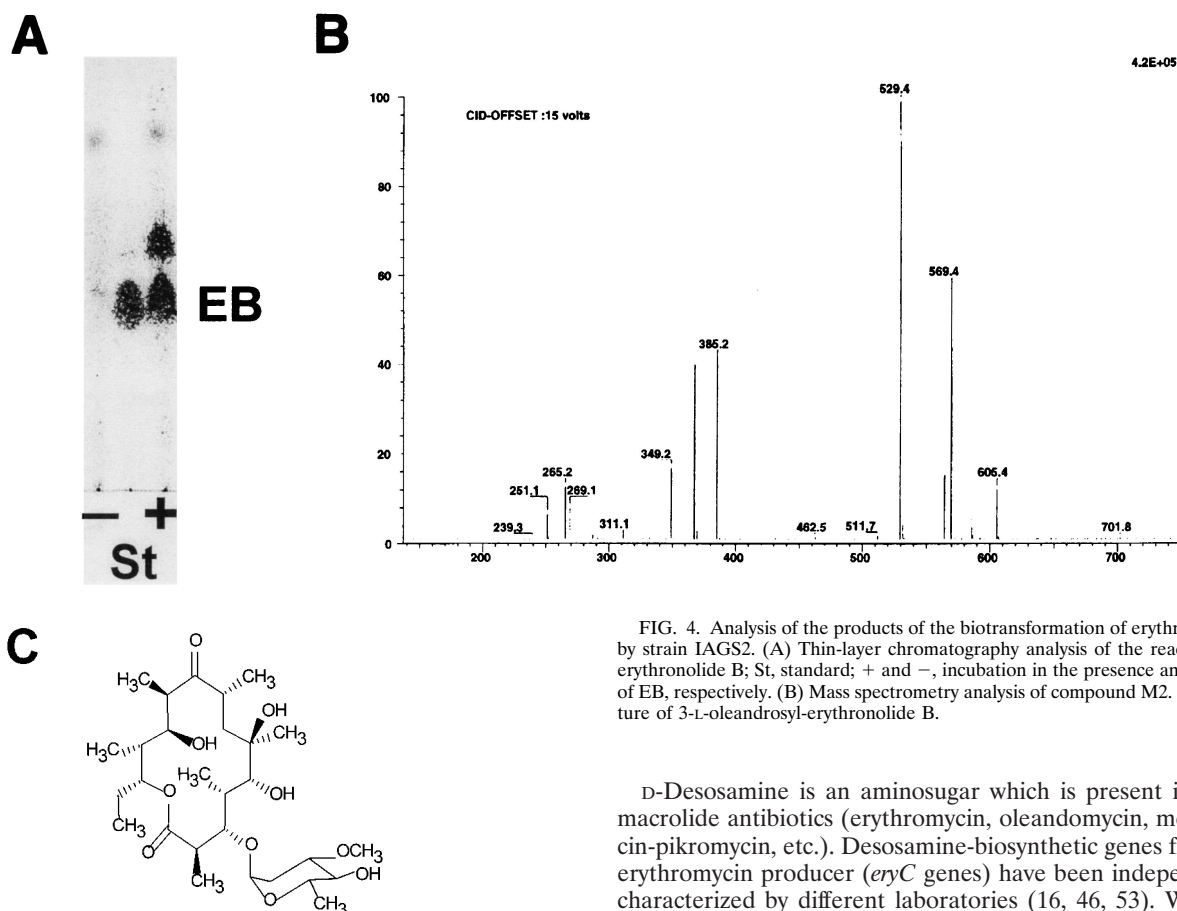 A
EB
− +
St
B
4.2E+05
CID-OFFSET :15 volts
529.4
569.4
385.2
605.4
349.2
265.2
251.1
269.1
239.3
311.1
462.5
511.7
701.8
100
80
60
40
20
0
200
300
400
500
600
700
C
O
H₃C
CH₃
OH
H₃C
OH
CH₃
H₃C
O
OH
CH₃
O
O
OCH₃
CH₃
O
OH
H₃C
FIG. 4. Analysis of the products of the biotransformation of erythr
by strain IAGS2. (A) Thin-layer chromatography analysis of the reac
erythronolide B; St, standard; + and −, incubation in the presence an
of EB, respectively. (B) Mass spectrometry analysis of compound M2.
ture of 3-L-oleandrosyl-erythronolide B.
D-Desosamine is an aminosugar which is present i
macrolide antibiotics (erythromycin, oleandomycin, me
cin-pikromycin, etc.). Desosamine-biosynthetic genes f
erythromycin producer (eryC genes) have been indepe
characterized by different laboratories (16, 46, 53). W